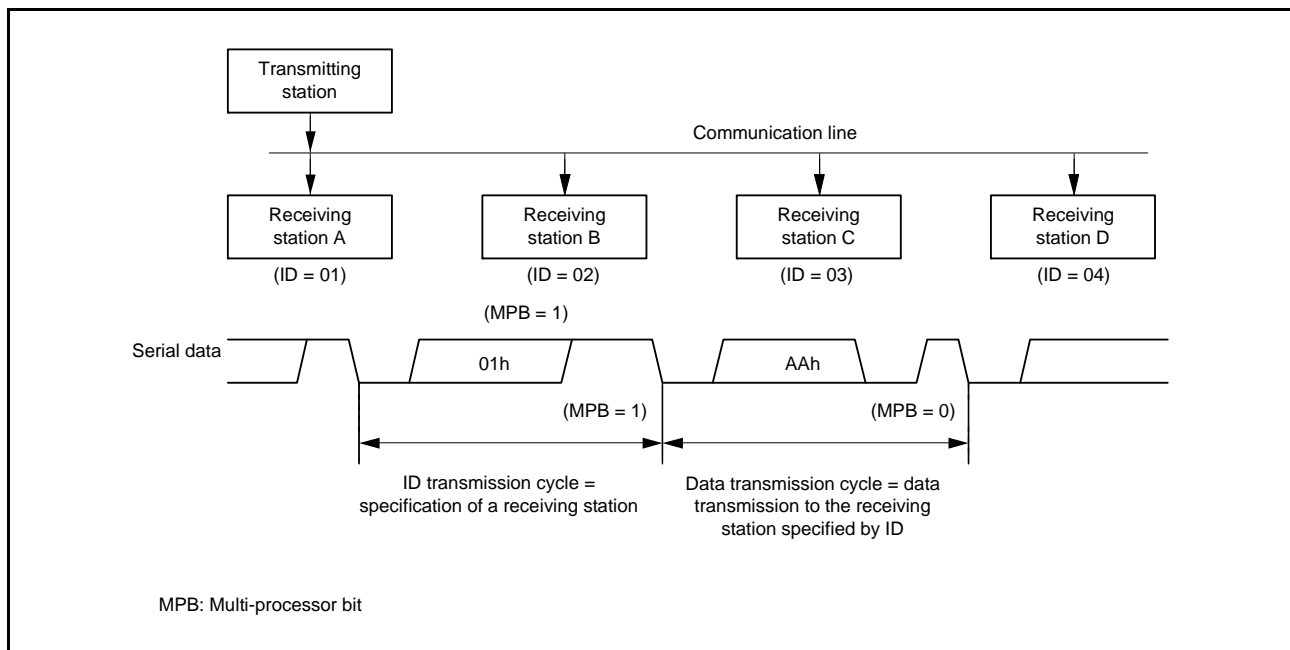 Transmitting
station
Communication line
Receiving
station A
Receiving
station B
Receiving
station C
Receiving
station D
(ID = 01)
(ID = 02)
(ID = 03)
(ID = 04)
(MPB = 1)
Serial data
01h
AAh
(MPB = 1)
(MPB = 0)
ID transmission cycle =
specification of a receiving station
Data transmission cycle = data
transmission to the receiving
station specified by ID
MPB: Multi-processor bit